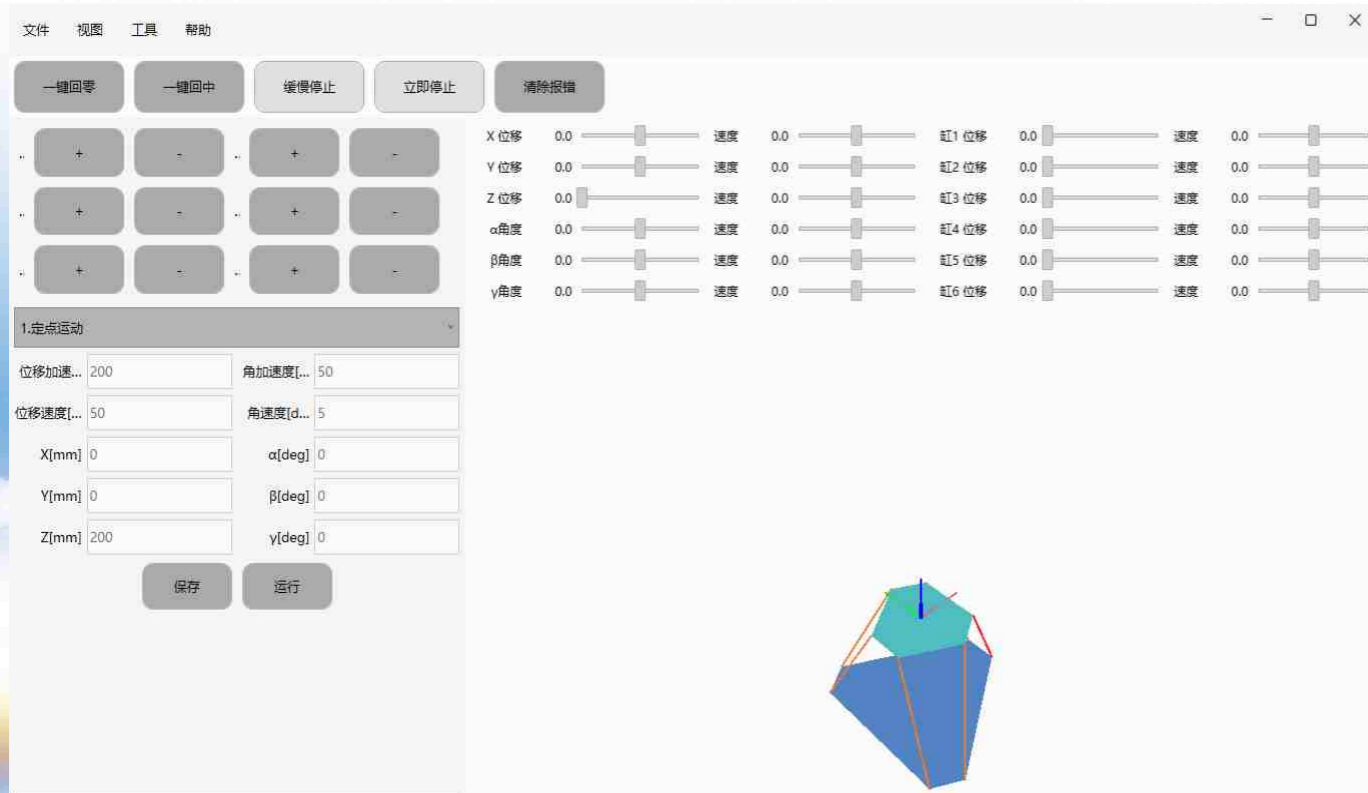 文件 视图 工具 帮助
一键回零 一键回中 缓慢停止 立即停止 清除报错
.. + - .. + -
.. + - .. + -
.. + - .. + -
1.定点运动
位移加速... 200 角加速度[... 50
位移速度[... 50 角速度[d... 5
X[mm] 0 α[deg] 0
Y[mm] 0 β[deg] 0
Z[mm] 200 γ[deg] 0
保存 运行
X 位移 0.0 速度 0.0 缸1 位移 0.0 速度 0.0
Y 位移 0.0 速度 0.0 缸2 位移 0.0 速度 0.0
Z 位移 0.0 速度 0.0 缸3 位移 0.0 速度 0.0
α角度 0.0 速度 0.0 缸4 位移 0.0 速度 0.0
β角度 0.0 速度 0.0 缸5 位移 0.0 速度 0.0
γ角度 0.0 速度 0.0 缸6 位移 0.0 速度 0.0